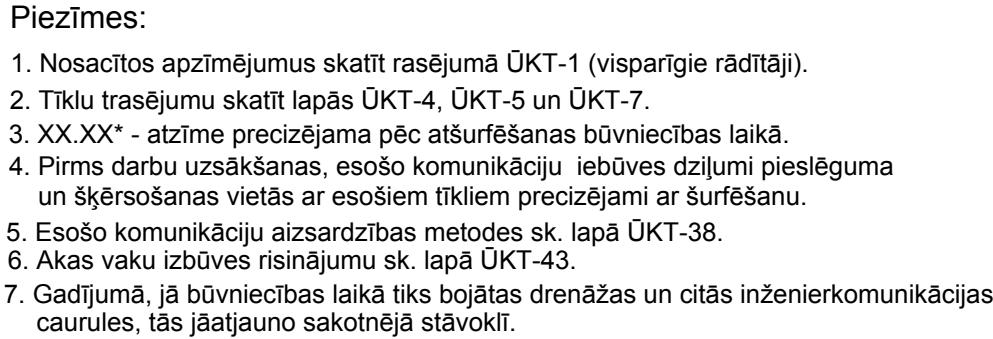 Piezīmes:
1. Nosacītos apzīmējumus skatīt rasējumā ŪKT-1 (visparīgie rādītāji).
2. Tīklu trasējumu skatīt lapās ŪKT-4, ŪKT-5 un ŪKT-7.
3. XX.XX* - atzīme precizējama pēc atšurfēšanas būvniecības laikā.
4. Pirms darbu uzsākšanas, esošo komunikāciju iebūves dziļumi pieslēguma
un šķērsošanas vietās ar esošiem tīkliem precizējami ar šurfēšanu.
5. Esošo komunikāciju aizsardzības metodes sk. lapā ŪKT-38.
6. Akas vaku izbūves risinājumu sk. lapā ŪKT-43.
7. Gadījumā, jā būvniecības laikā tiks bojātas drenāžas un citās inženierkomunikācijas
caurules, tās jāatjauno sakotnējā stāvoklī.